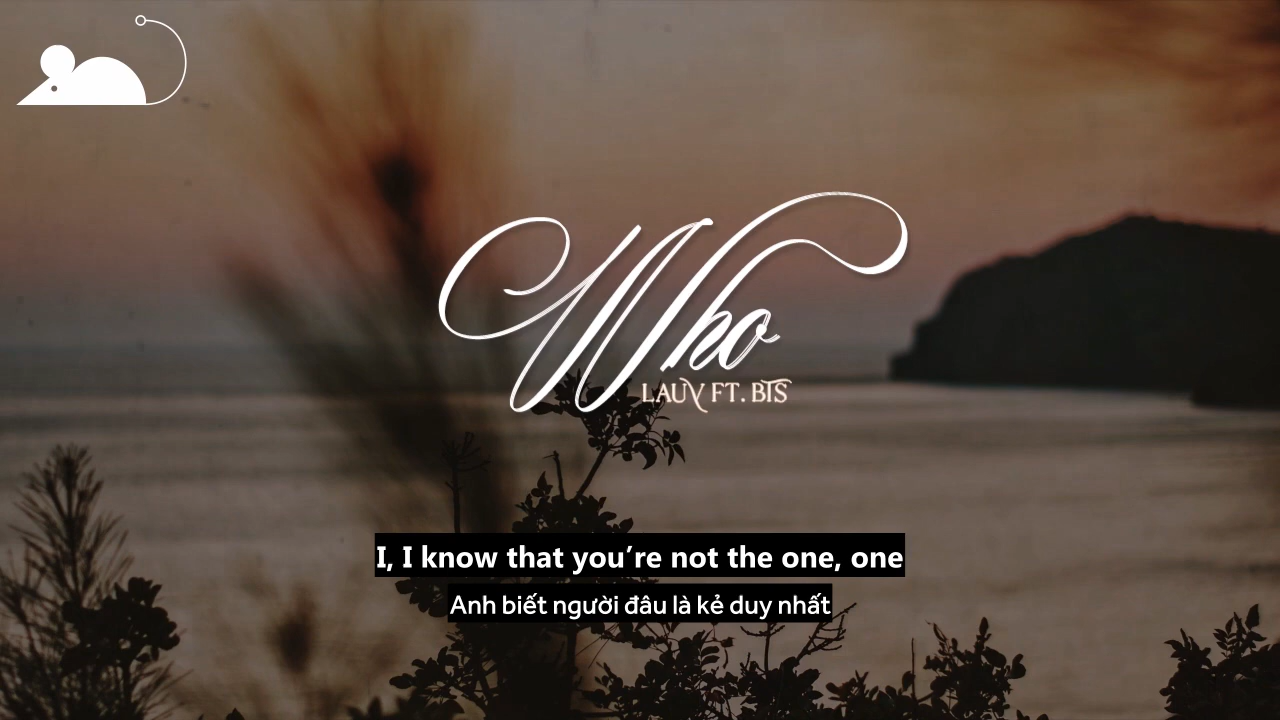 Who
LAUV FT. BTS
I, I know that you're not the one, one
Anh biết người đâu là kẻ duy nhất